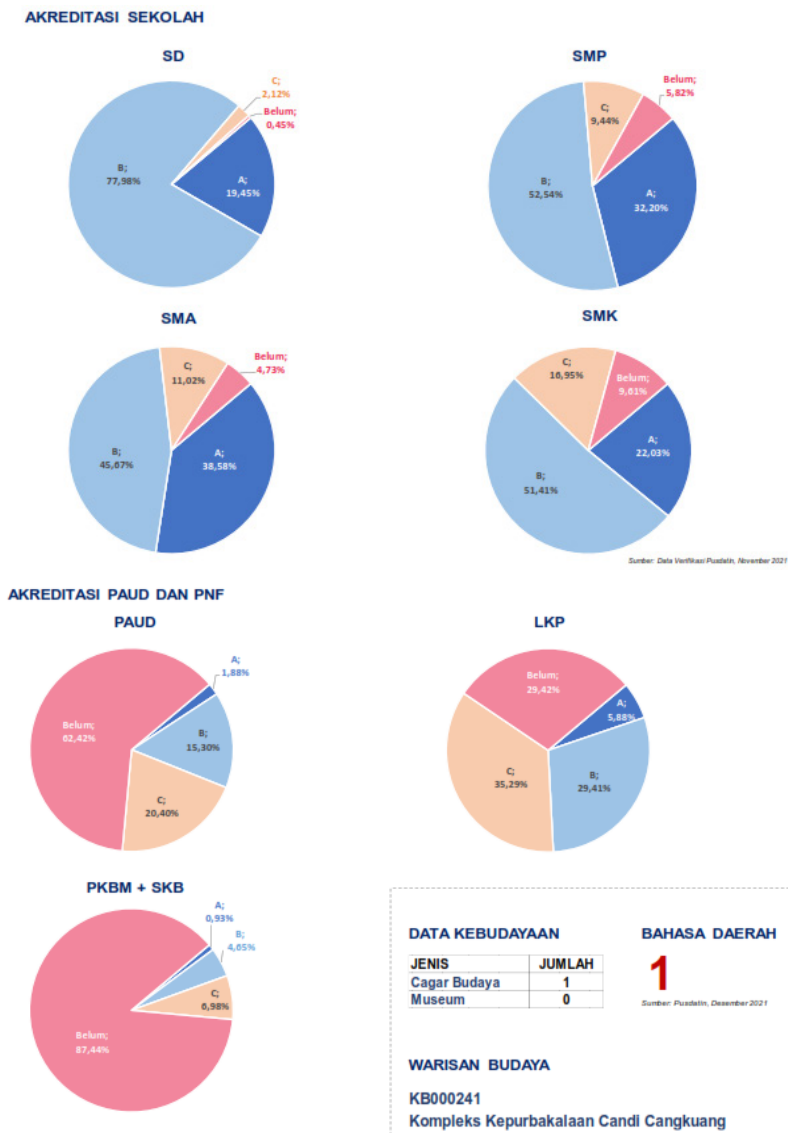 AKREDITASI SEKOLAH
SD
C;
2,12%
Belum;
0,45%
A;
19,45%
B;
77,98%
SMP
Belum;
5,82%
C;
9,44%
B;
52,54%
A;
32,20%
SMA
Belum;
4,73%
C;
11,02%
B;
45,67%
A;
38,58%
SMK
C;
16,95%
Belum;
9,61%
A;
22,03%
B;
51,41%
Sumber: Data Verifikasi Pusdatin, November 2021
AKREDITASI PAUD DAN PNF
PAUD
A;
1,88%
Belum;
62,42%
B;
15,30%
C;
20,40%
LKP
Belum;
29,42%
A;
5,88%
C;
35,29%
B;
29,41%
PKBM + SKB
A;
0,93%
B;
4,65%
C;
6,98%
Belum;
87,44%
DATA KEBUDAYAAN
JENIS JUMLAH
Cagar Budaya 1
Museum 0
BAHASA DAERAH
1
Sumber: Pusdatin, Desember 2021
WARISAN BUDAYA
KB000241
Kompleks Kepurbakalaan Candi Cangkuang